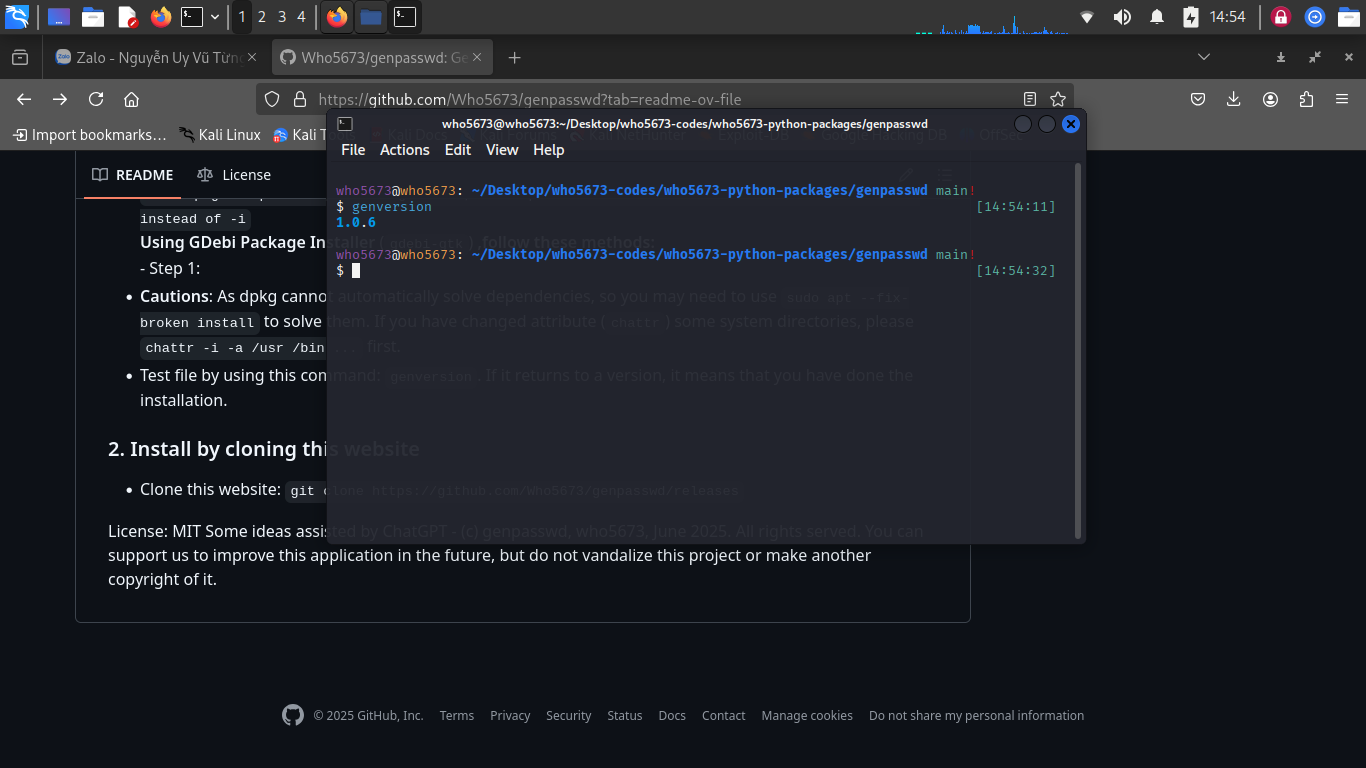 1 2 3 4
14:54
Zalo - Nguyễn Uy Vũ Từng
Who5673/genpasswd: Ge
https://github.com/Who5673/genpasswd?tab=readme-ov-file
Import bookmarks... Kali Linux Kali
who5673@who5673:~/Desktop/who5673-codes/who5673-python-packages/genpasswd
File Actions Edit View Help
who5673@who5673: ~/Desktop/who5673-codes/who5673-python-packages/genpasswd main!
$ genversion [14:54:11]
1.0.6
who5673@who5673: ~/Desktop/who5673-codes/who5673-python-packages/genpasswd main!
$ [14:54:32]
README License
instead of -i
Using GDebi Package Installer follow these methods:
- Step 1:
Cautions: As dpkg cannot automatically solve dependencies, so you may need to use sudo apt --fix-
broken install to solve them. If you have changed attribute ( chattr ) some system directories, please
chattr -i -a /usr /bin ... first.
Test file by using this command: genversion . If it returns to a version, it means that you have done the
installation.
2. Install by cloning this website
Clone this website: git clone https://github.com/Who5673/genpasswd/releases
License: MIT Some ideas assisted by ChatGPT - (c) genpasswd, who5673, June 2025. All rights served. You can
support us to improve this application in the future, but do not vandalize this project or make another
copyright of it.
© 2025 GitHub, Inc. Terms Privacy Security Status Docs Contact Manage cookies Do not share my personal information